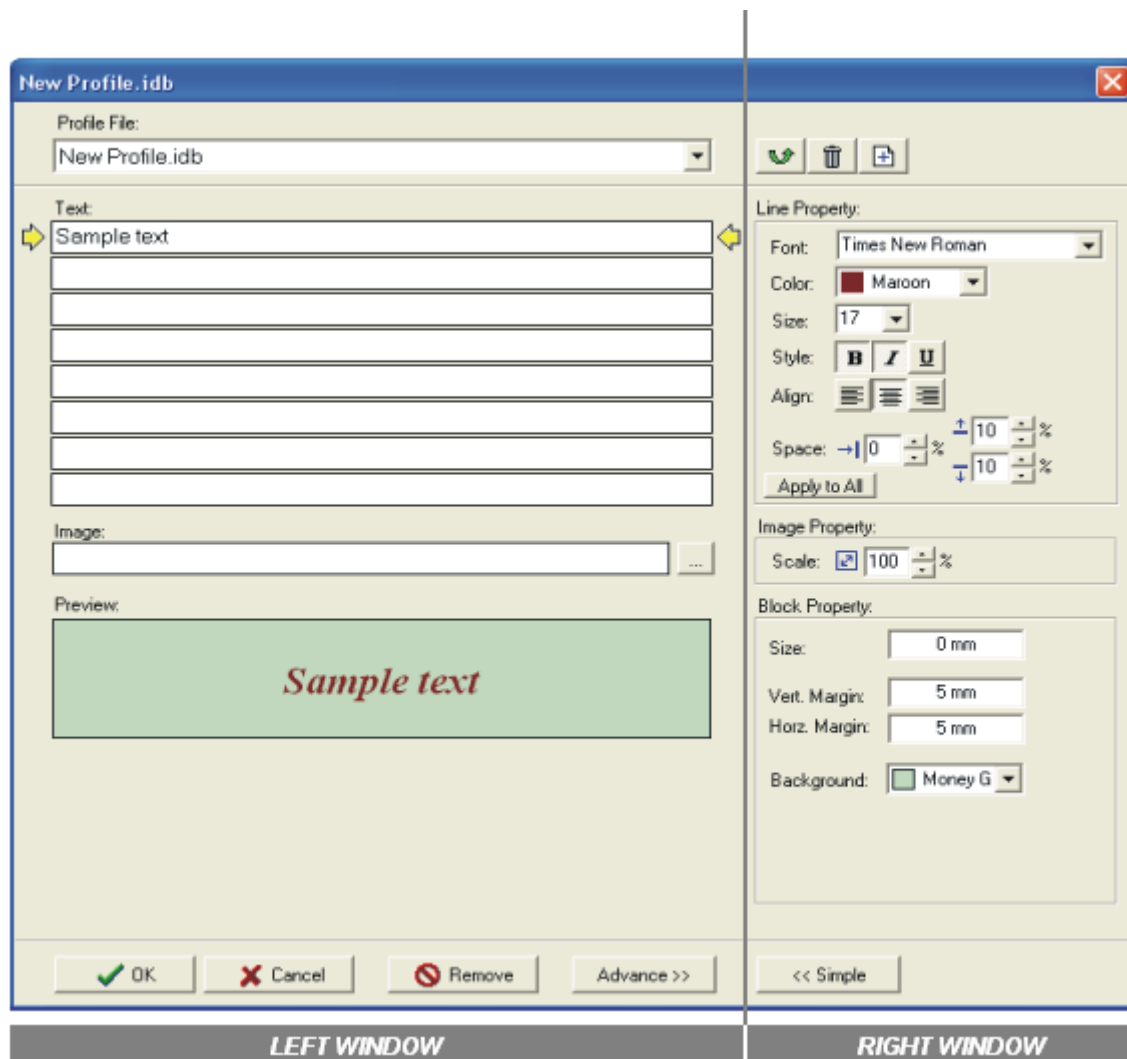 New Profile.idb
Profile File:
New Profile.idb
Text:
Sample text
Image:
...
Preview:
Sample text
OK
Cancel
Remove
Advance >>
LEFT WINDOW
Line Property:
Font: Times New Roman
Color: Maroon
Size: 17
Style: B I U
Align:
Space: 0 % 10 %
10 %
Apply to All
Image Property:
Scale: 100 %
Block Property:
Size: 0 mm
Vert. Margin: 5 mm
Horz. Margin: 5 mm
Background: Money G
<< Simple
RIGHT WINDOW